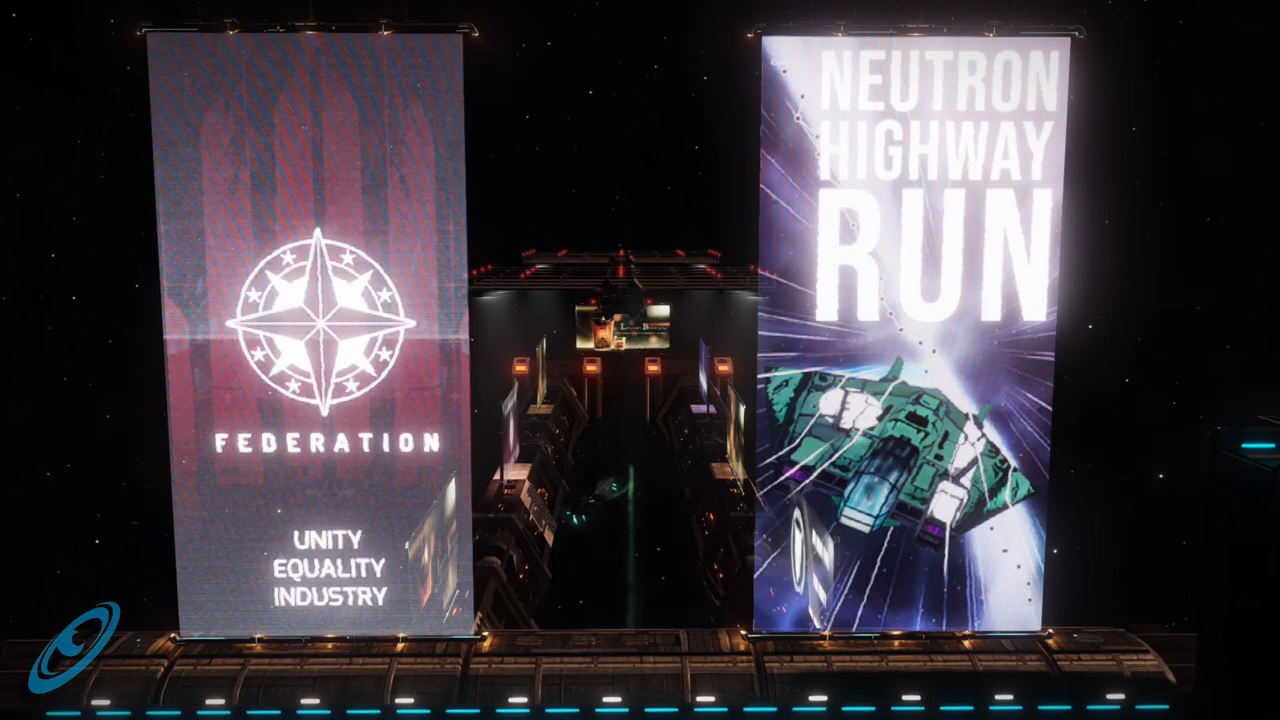 FEDERATION
UNITY
EQUALITY
INDUSTRY
NEUTRON
HIGHWAY
RUN